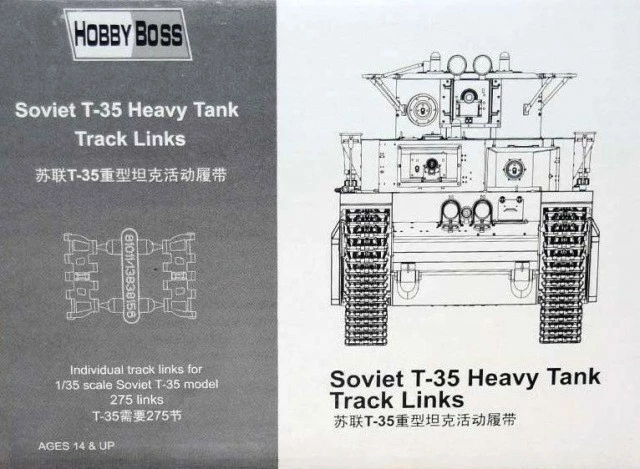 HOBBY BOSS
Soviet T-35 Heavy Tank
Track Links
苏联T-35重型坦克活动履带
Individual track links for
1/35 scale Soviet T-35 model
275 links
T-35需要275节
AGES 14 & UP
Soviet T-35 Heavy Tank
Track Links
苏联T-35重型坦克活动履带